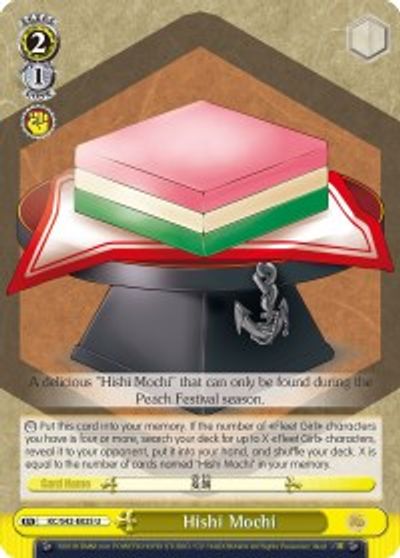 LEVEL
2
1
A delicious "Hishi Mochi" that can only be found during the
Peach Festival season.
Put this card into your memory. If the number of «Fleet Girl» characters
you have is four or more, search your deck for up to X «Fleet Girl» characters,
reveal it to your opponent, put it into your hand, and shuffle your deck. X is
equal to the number of cards named "Hishi Mochi" in your memory.
Card Name
Hishi Mochi